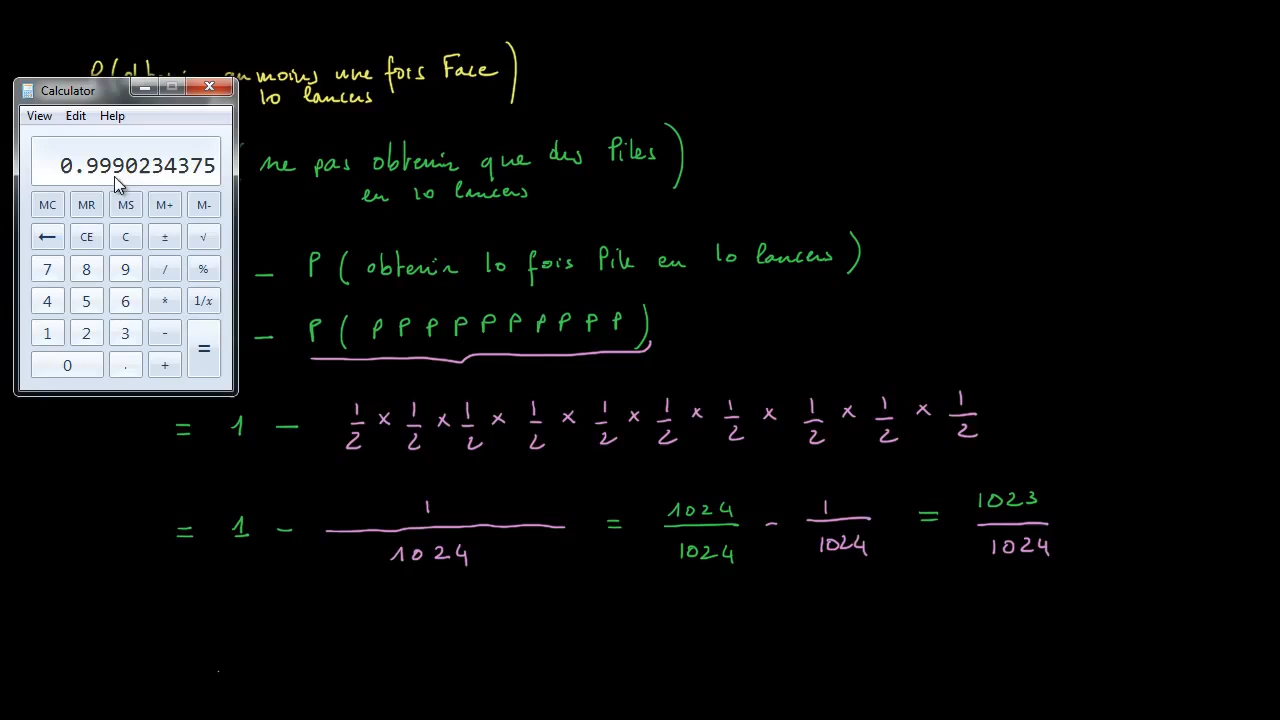 P(obtenir au moins une fois Face)
10 lancers
Calculator
View Edit Help
0.9990234375
MC MR MS M+ M-
← CE C ± √
7 8 9 / %
4 5 6 * 1/x
1 2 3 - =
0 . +
ne pas obtenir que des Piles)
en 10 lancers
- P( obtenir 10 fois Pile en 10 lancers )
- P( P P P P P P P P P P )
= 1 - 1/2 × 1/2 × 1/2 × 1/2 × 1/2 × 1/2 × 1/2 × 1/2 × 1/2 × 1/2
= 1 - 1/1024 = 1024/1024 - 1/1024 = 1023/1024